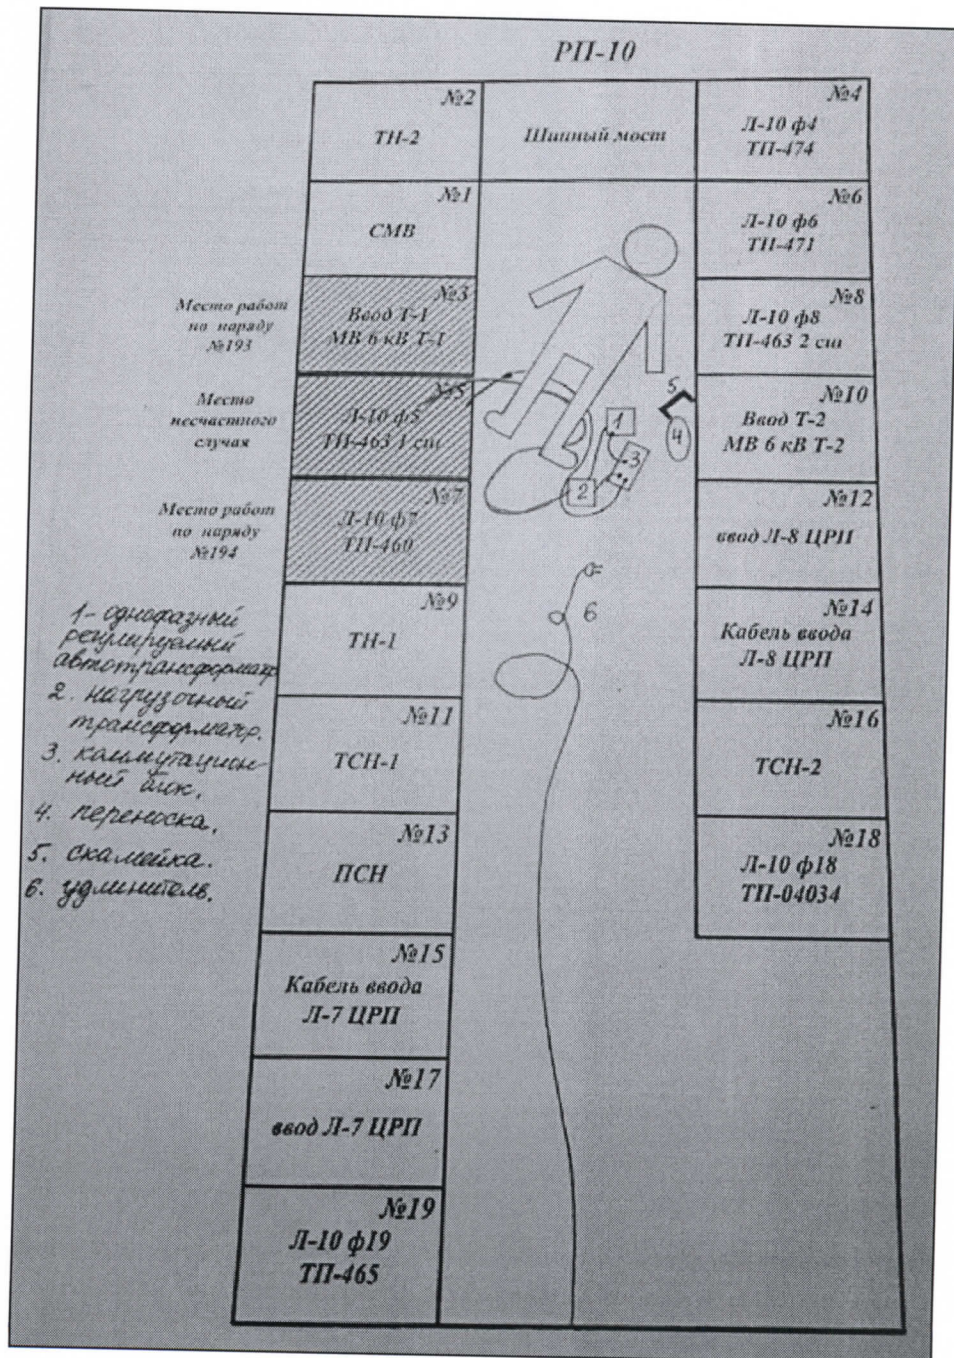 РП-10
№2
ТН-2
Шинный мост
№4
Л-10 ф4
ТП-474
№1
СМВ
№6
Л-10 ф6
ТП-471
Место работ
по наряду
№193
№3
Ввод Т-1
МВ 6 кВ Т-1
№8
Л-10 ф8
ТП-463 2 сш
Место
несчастного
случая
№5
Л-10 ф5
ТП-463 1 сш
№10
Ввод Т-2
МВ 6 кВ Т-2
5
4
1
3
2
Место работ
по наряду
№194
№7
Л-10 ф7
ТП-460
№12
ввод Л-8 ЦРП
№9
ТН-1
6
№14
Кабель ввода
Л-8 ЦРП
№11
ТСН-1
№16
ТСН-2
№13
ПСН
№18
Л-10 ф18
ТП-04034
1- однофазный
регулируемый
автотрансформатор
2. нагрузочный
трансформатор.
3. коммутацион-
ный блок.
4. переноска.
5. скамейка.
6. удлинитель.
№15
Кабель ввода
Л-7 ЦРП
№17
ввод Л-7 ЦРП
№19
Л-10 ф19
ТП-465